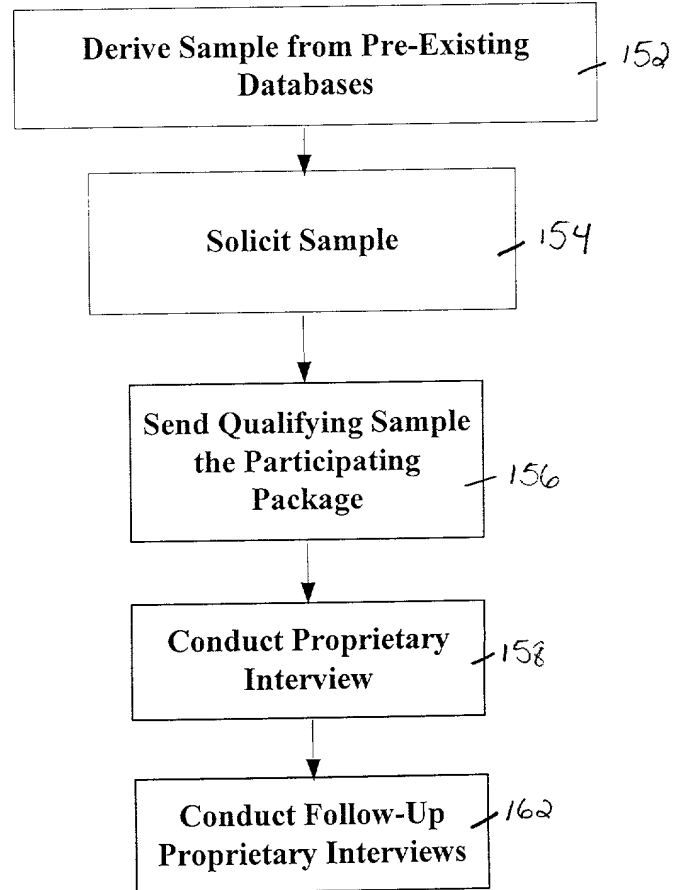 Derive Sample from Pre-Existing
Databases
152
Solicit Sample
154
Send Qualifying Sample
the Participating
Package
156
Conduct Proprietary
Interview
158
Conduct Follow-Up
Proprietary Interviews
162